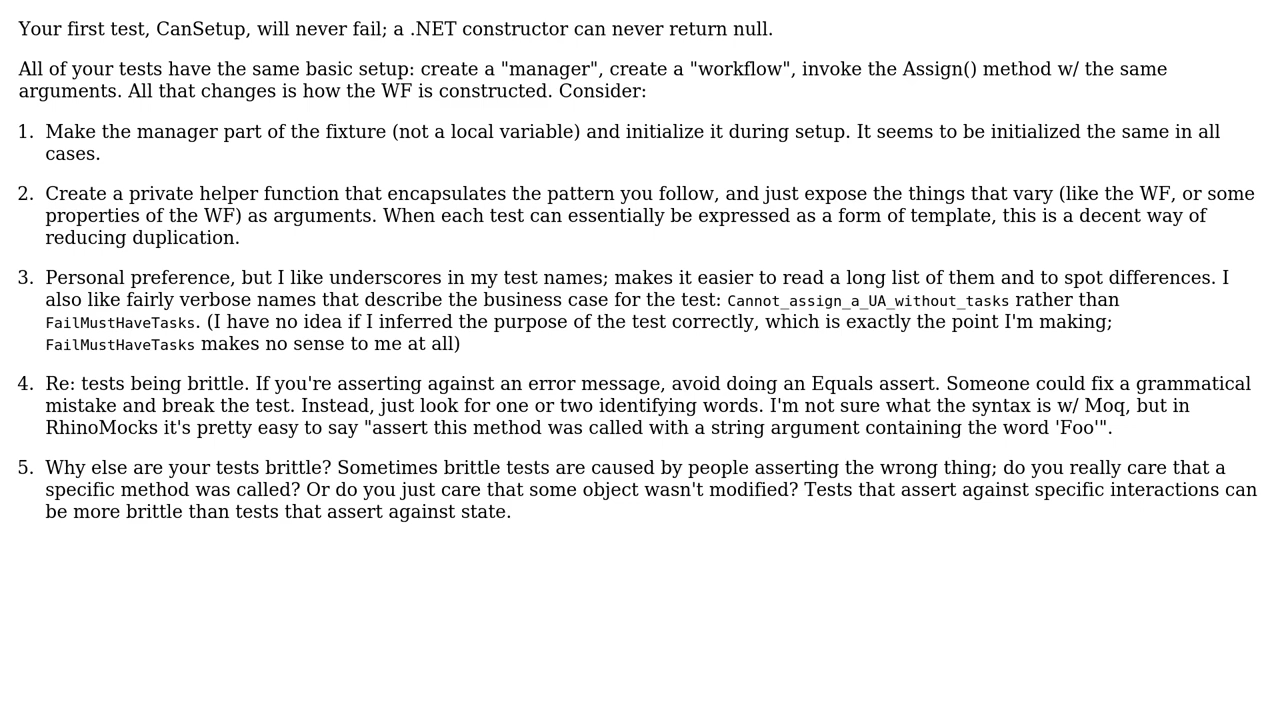 Your first test, CanSetup, will never fail; a .NET constructor can never return null.
All of your tests have the same basic setup: create a "manager", create a "workflow", invoke the Assign() method w/ the same
arguments. All that changes is how the WF is constructed. Consider:
1. Make the manager part of the fixture (not a local variable) and initialize it during setup. It seems to be initialized the same in all
cases.
2. Create a private helper function that encapsulates the pattern you follow, and just expose the things that vary (like the WF, or some
properties of the WF) as arguments. When each test can essentially be expressed as a form of template, this is a decent way of
reducing duplication.
3. Personal preference, but I like underscores in my test names; makes it easier to read a long list of them and to spot differences. I
also like fairly verbose names that describe the business case for the test: Cannot_assign_a_UA_without_tasks rather than
FailMustHaveTasks. (I have no idea if I inferred the purpose of the test correctly, which is exactly the point I'm making;
FailMustHaveTasks makes no sense to me at all)
4. Re: tests being brittle. If you're asserting against an error message, avoid doing an Equals assert. Someone could fix a grammatical
mistake and break the test. Instead, just look for one or two identifying words. I'm not sure what the syntax is w/ Moq, but in
RhinoMocks it's pretty easy to say "assert this method was called with a string argument containing the word 'Foo'".
5. Why else are your tests brittle? Sometimes brittle tests are caused by people asserting the wrong thing; do you really care that a
specific method was called? Or do you just care that some object wasn't modified? Tests that assert against specific interactions can
be more brittle than tests that assert against state.